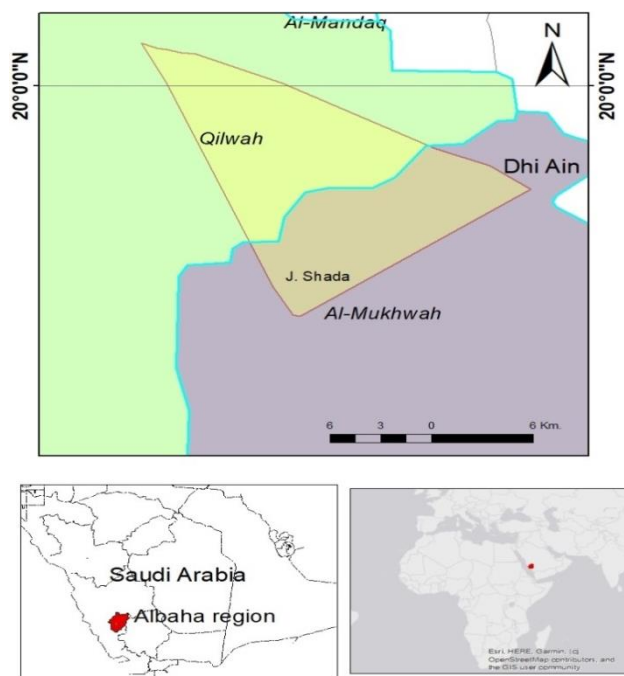 Al-Mandaq
N
20°0'0"N
20°0'0"N
Qilwah
Dhi Ain
J. Shada
Al-Mukhwah
6 3 0 6 Km.
Saudi Arabia
Albaha region
Esri, HERE, Garmin, (c)
OpenStreetMap contributors, and
the GIS user community